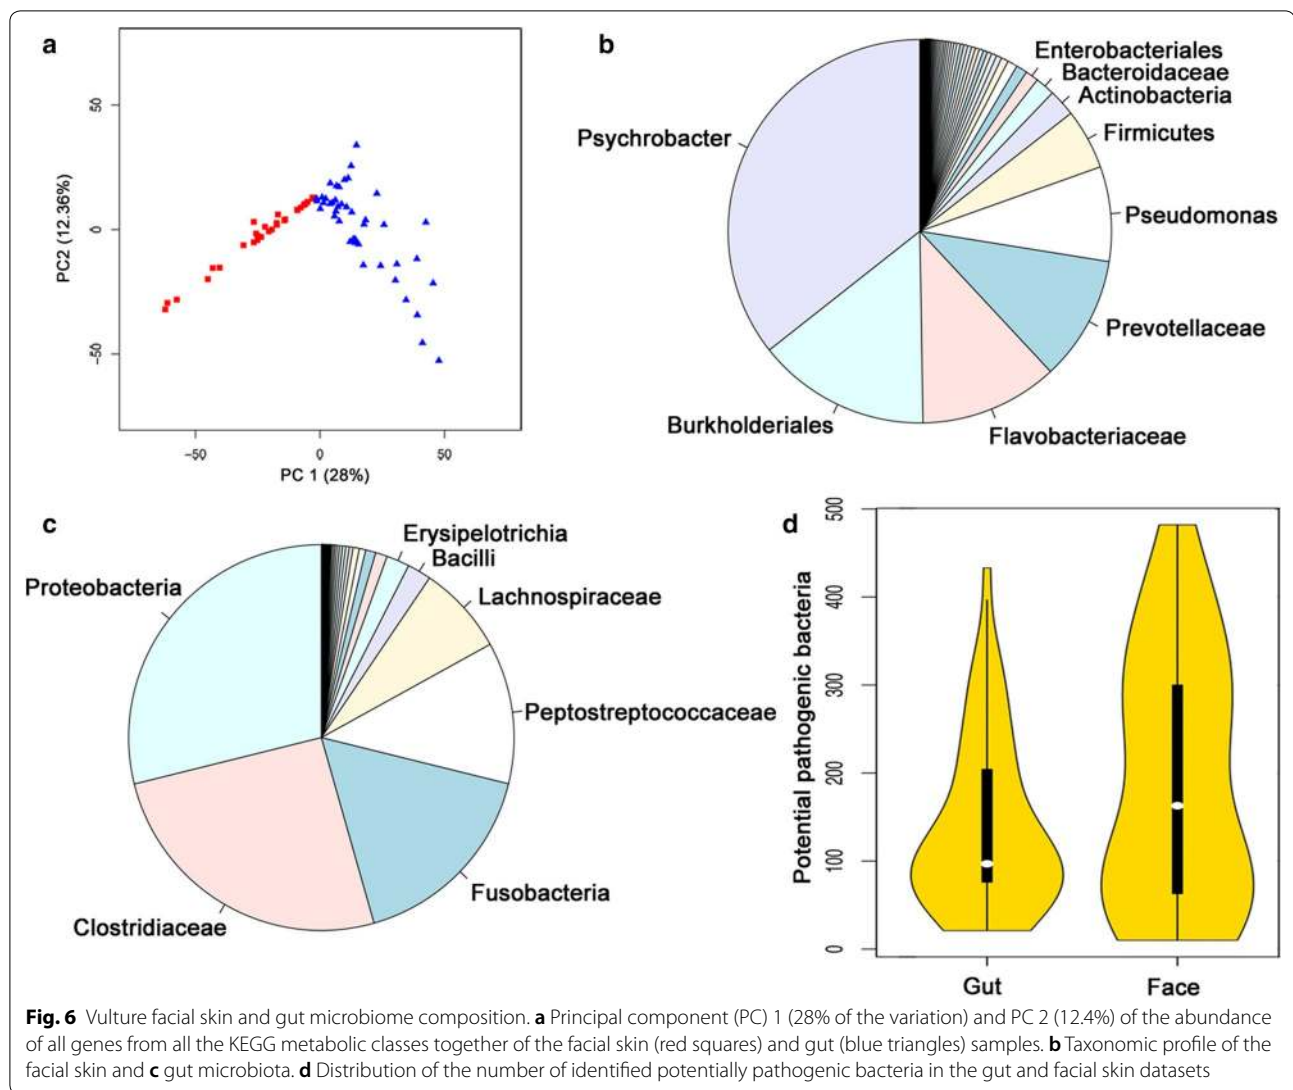 a
50
0
−50
PC2 (12.36%)
−50
0
50
PC 1 (28%)
b
Enterobacteriales
Bacteroidaceae
Actinobacteria
Firmicutes
Psychrobacter
Pseudomonas
Prevotellaceae
Burkholderiales
Flavobacteriaceae
c
Erysipelotrichia
Bacilli
Proteobacteria
Lachnospiraceae
Peptostreptococcaceae
Fusobacteria
Clostridiaceae
d
500
400
300
200
100
0
Potential pathogenic bacteria
Gut
Face
Fig. 6 Vulture facial skin and gut microbiome composition. a Principal component (PC) 1 (28% of the variation) and PC 2 (12.4%) of the abundance
of all genes from all the KEGG metabolic classes together of the facial skin (red squares) and gut (blue triangles) samples. b Taxonomic profile of the
facial skin and c gut microbiota. d Distribution of the number of identified potentially pathogenic bacteria in the gut and facial skin datasets